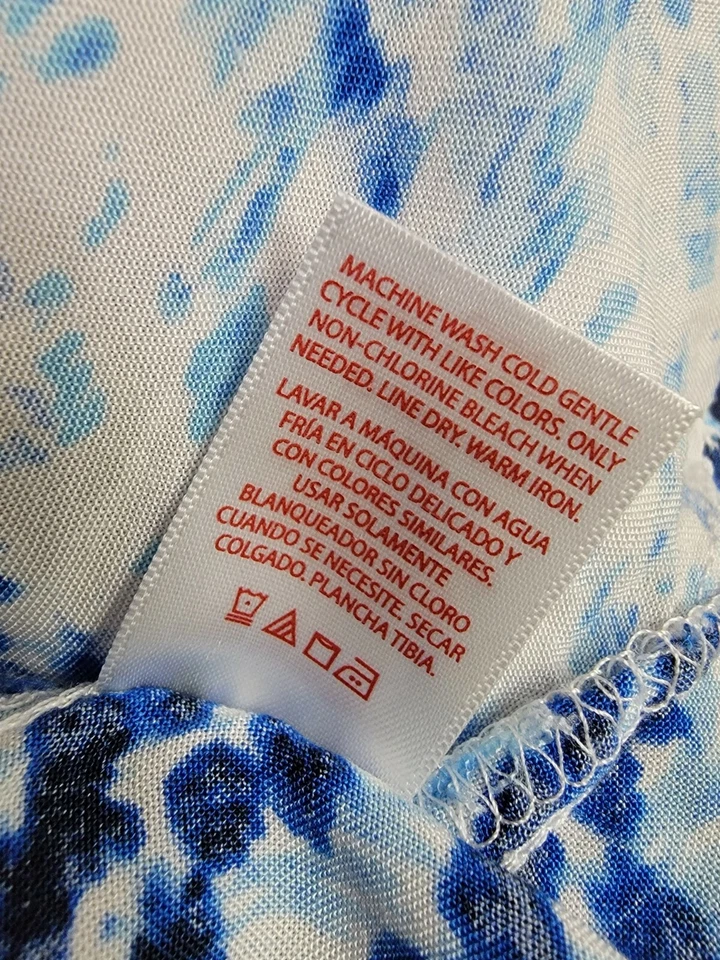 MACHINE WASH COLD GENTLE
CYCLE WITH LIKE COLORS. ONLY
NON-CHLORINE BLEACH WHEN
NEEDED. LINE DRY. WARM IRON.
LAVAR A MÁQUINA CON AGUA
FRÍA EN CICLO DELICADO Y
CON COLORES SIMILARES.
USAR SOLAMENTE
BLANQUEADOR SIN CLORO
CUANDO SE NECESITE. SECAR
COLGADO. PLANCHA TIBIA.